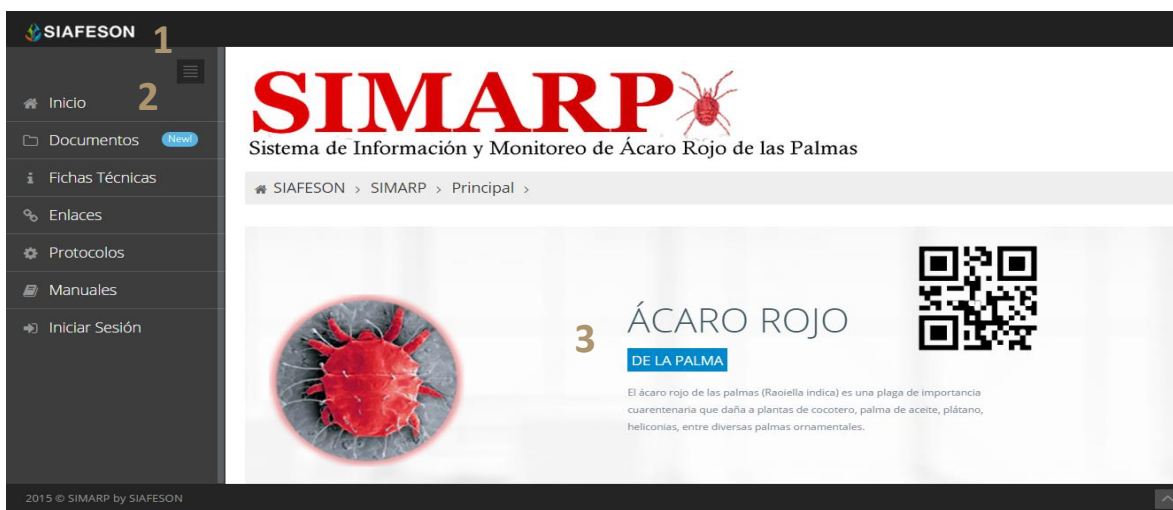 SIAFESON
1
2
Inicio
Documentos New!
Fichas Técnicas
Enlaces
Protocolos
Manuales
Iniciar Sesión
SIMARP
Sistema de Información y Monitoreo de Ácaro Rojo de las Palmas
SIAFESON > SIMARP > Principal >
3
ÁCARO ROJO
DE LA PALMA
El ácaro rojo de las palmas (Raoiella indica) es una plaga de importancia
cuarentenaria que daña a plantas de cocotero, palma de aceite, plátano,
heliconias, entre diversas palmas ornamentales.
2015 © SIMARP by SIAFESON